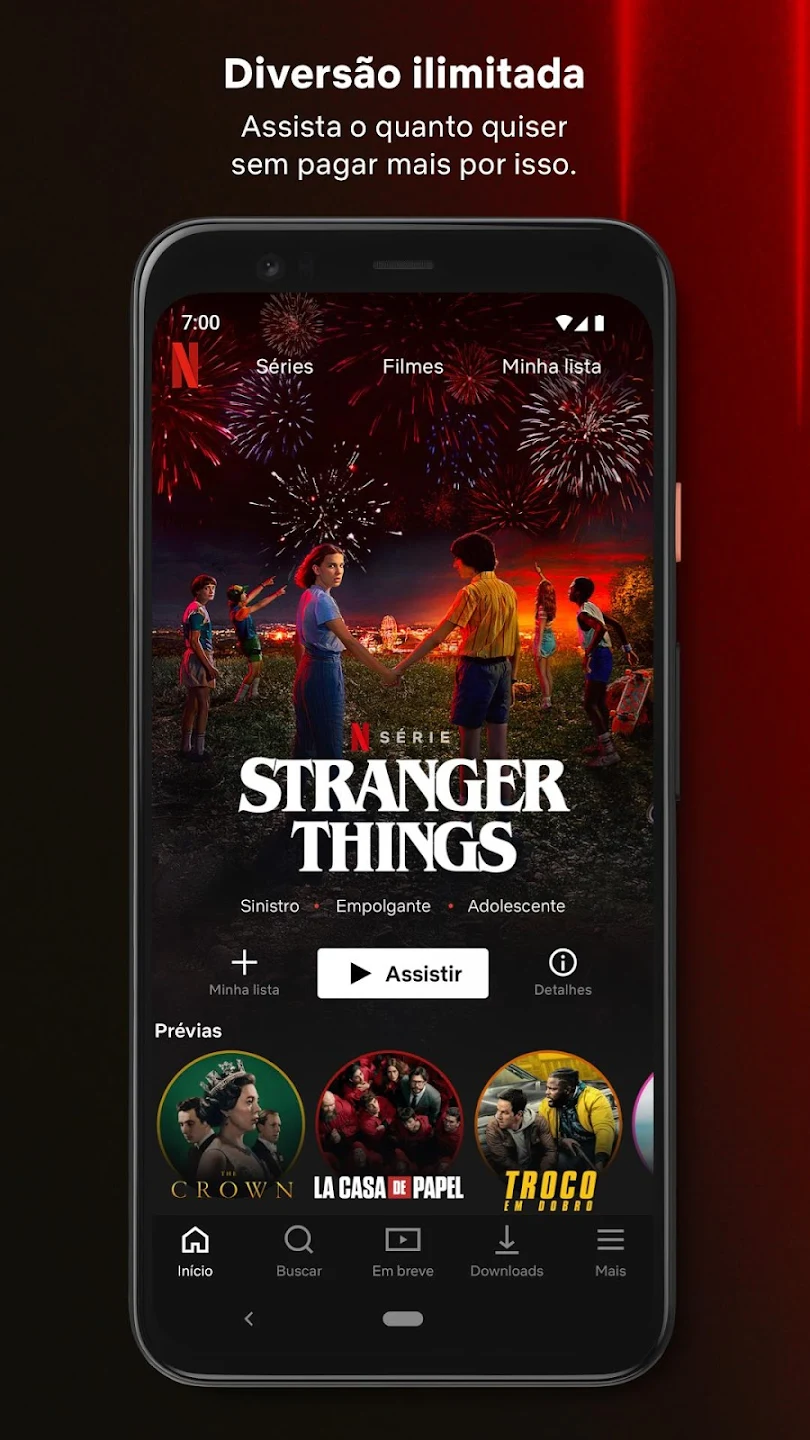 Diversão ilimitada
Assista o quanto quiser
sem pagar mais por isso.
7:00
N
Séries Filmes Minha lista
N SÉRIE
STRANGER
THINGS
Sinistro • Empolgante • Adolescente
Minha lista Assistir Detalhes
Prévias
THE
CROWN
LA CASA DE PAPEL
TROCO
EM DOBRO
Início Buscar Em breve Downloads Mais